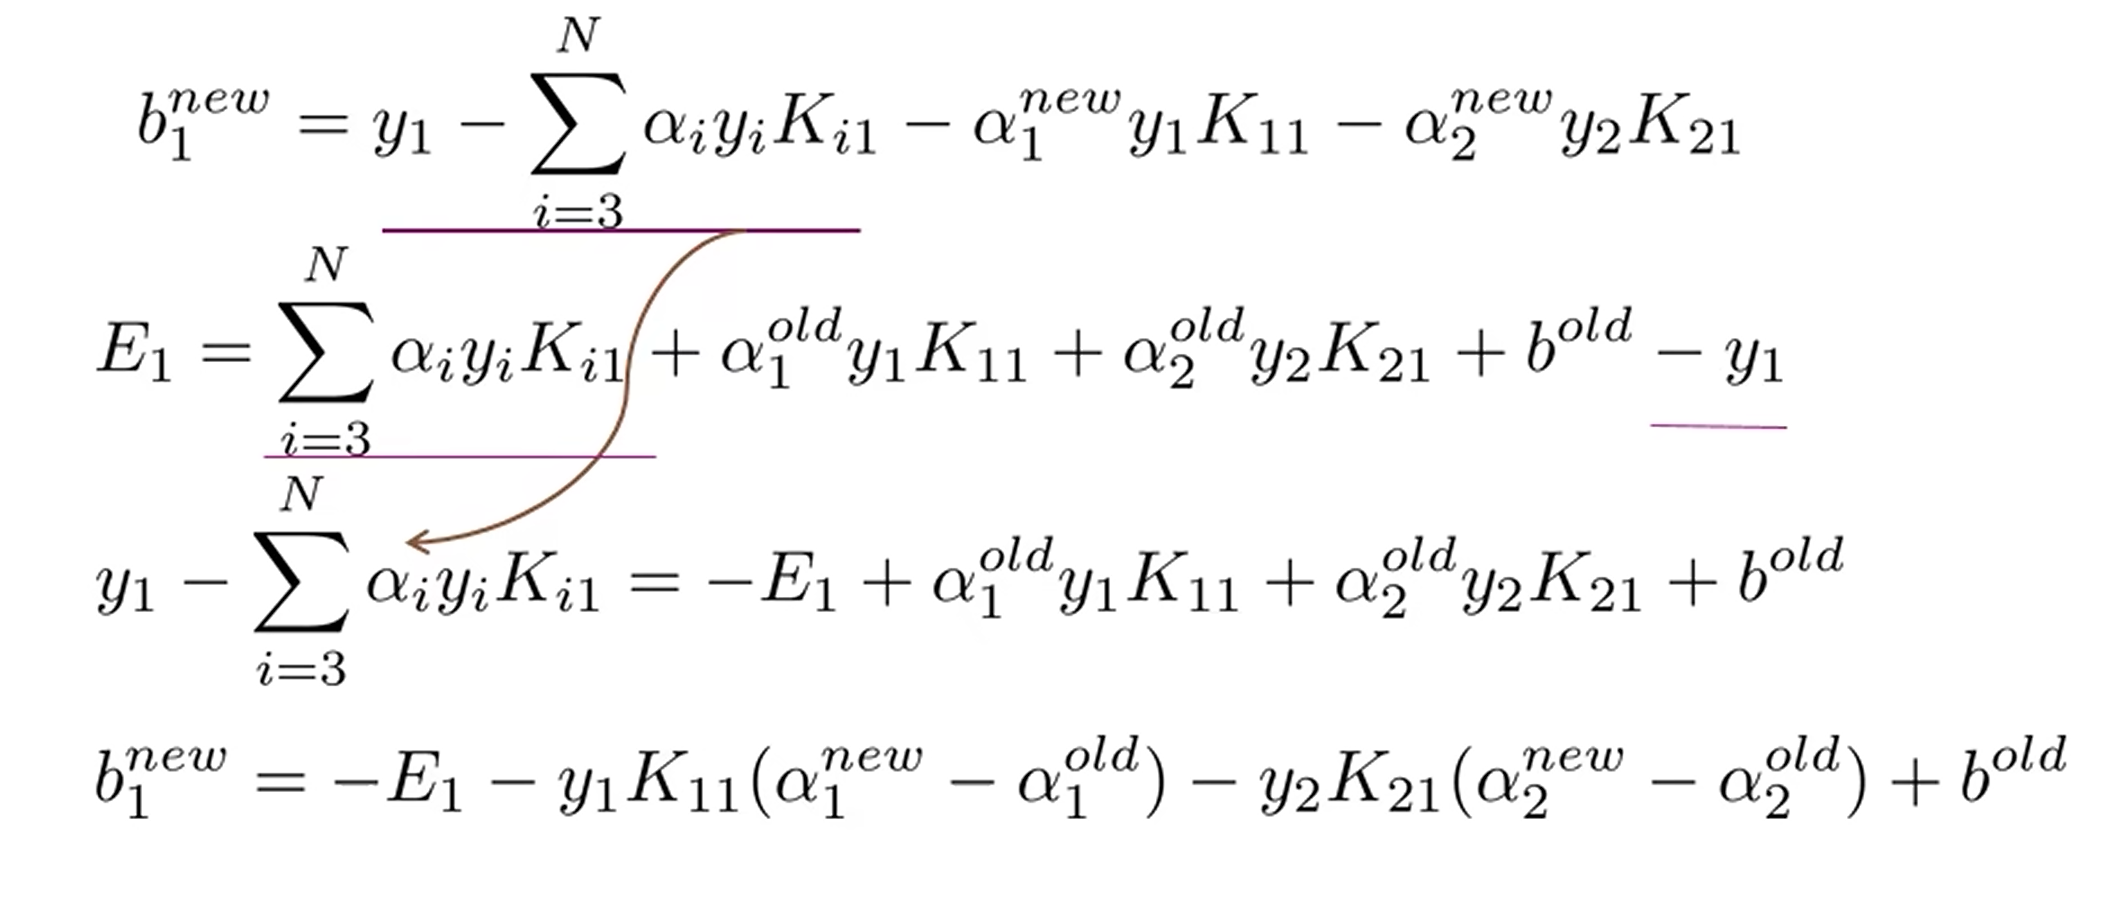 $b_1^{new} = y_1 - \sum_{i=3}^{N} \alpha_i y_i K_{i1} - \alpha_1^{new} y_1 K_{11} - \alpha_2^{new} y_2 K_{21}$
$E_1 = \sum_{i=3}^{N} \alpha_i y_i K_{i1} + \alpha_1^{old} y_1 K_{11} + \alpha_2^{old} y_2 K_{21} + b^{old} - y_1$
$y_1 - \sum_{i=3}^{N} \alpha_i y_i K_{i1} = -E_1 + \alpha_1^{old} y_1 K_{11} + \alpha_2^{old} y_2 K_{21} + b^{old}$
$b_1^{new} = -E_1 - y_1 K_{11} (\alpha_1^{new} - \alpha_1^{old}) - y_2 K_{21} (\alpha_2^{new} - \alpha_2^{old}) + b^{old}$